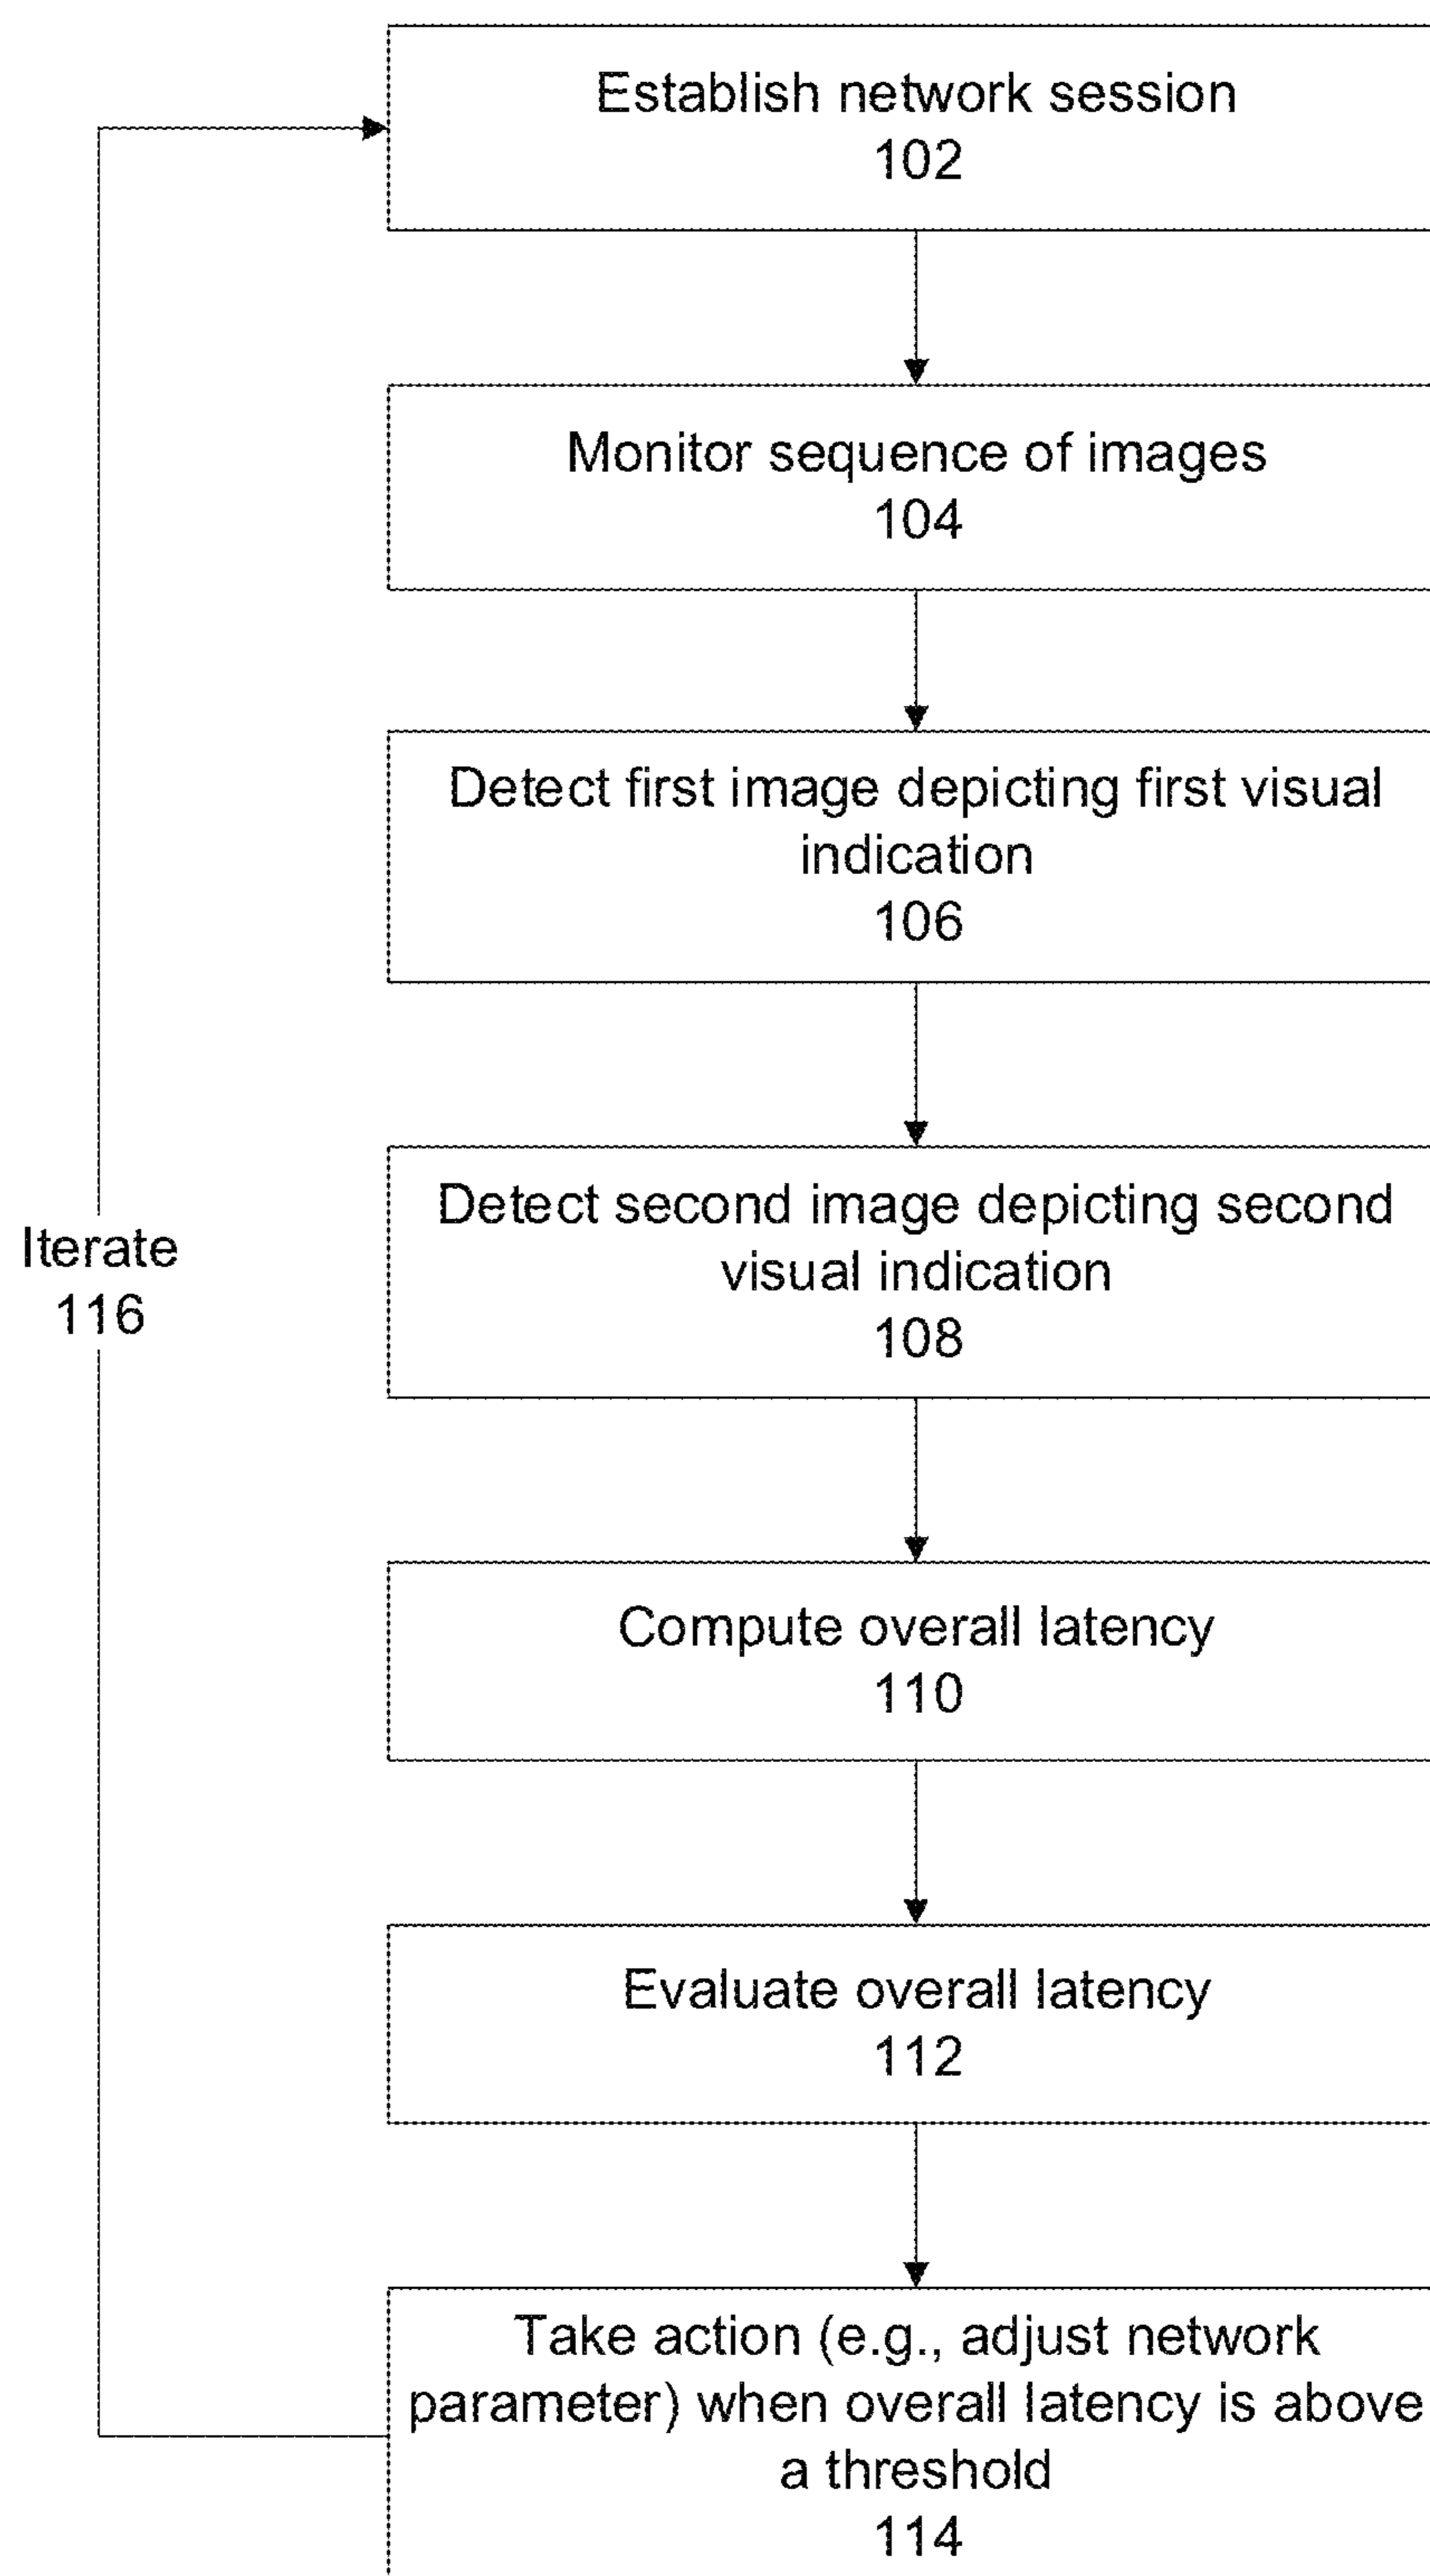 Establish network session
102
Monitor sequence of images
104
Detect first image depicting first visual
indication
106
Detect second image depicting second
visual indication
108
Iterate
116
Compute overall latency
110
Evaluate overall latency
112
Take action (e.g., adjust network
parameter) when overall latency is above
a threshold
114